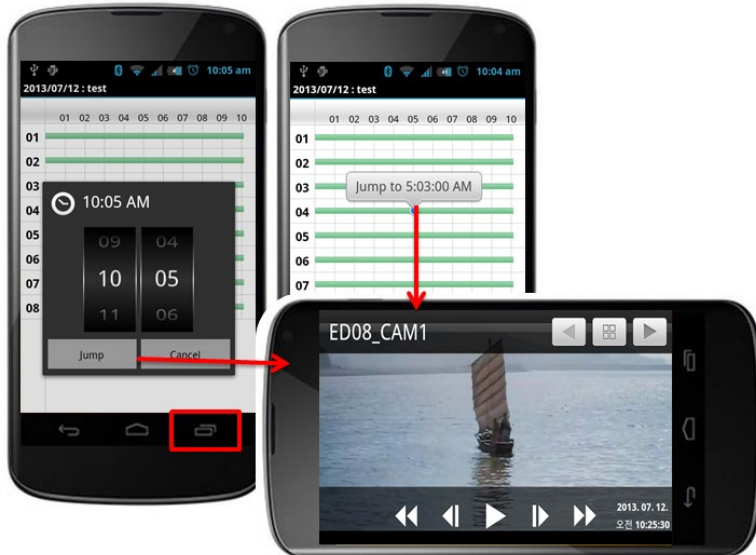 10:05 am
2013/07/12 : test
01 02 03 04 05 06 07 08 09 10
01
02
03
04
05
06
07
08
10:05 AM
09 04
10 05
11 06
Jump Cancel
10:04 am
2013/07/12 : test
01 02 03 04 05 06 07 08 09 10
01
02
03
04
05
06
07
Jump to 5:03:00 AM
ED08_CAM1
2013. 07. 12.
오전 10:25:30